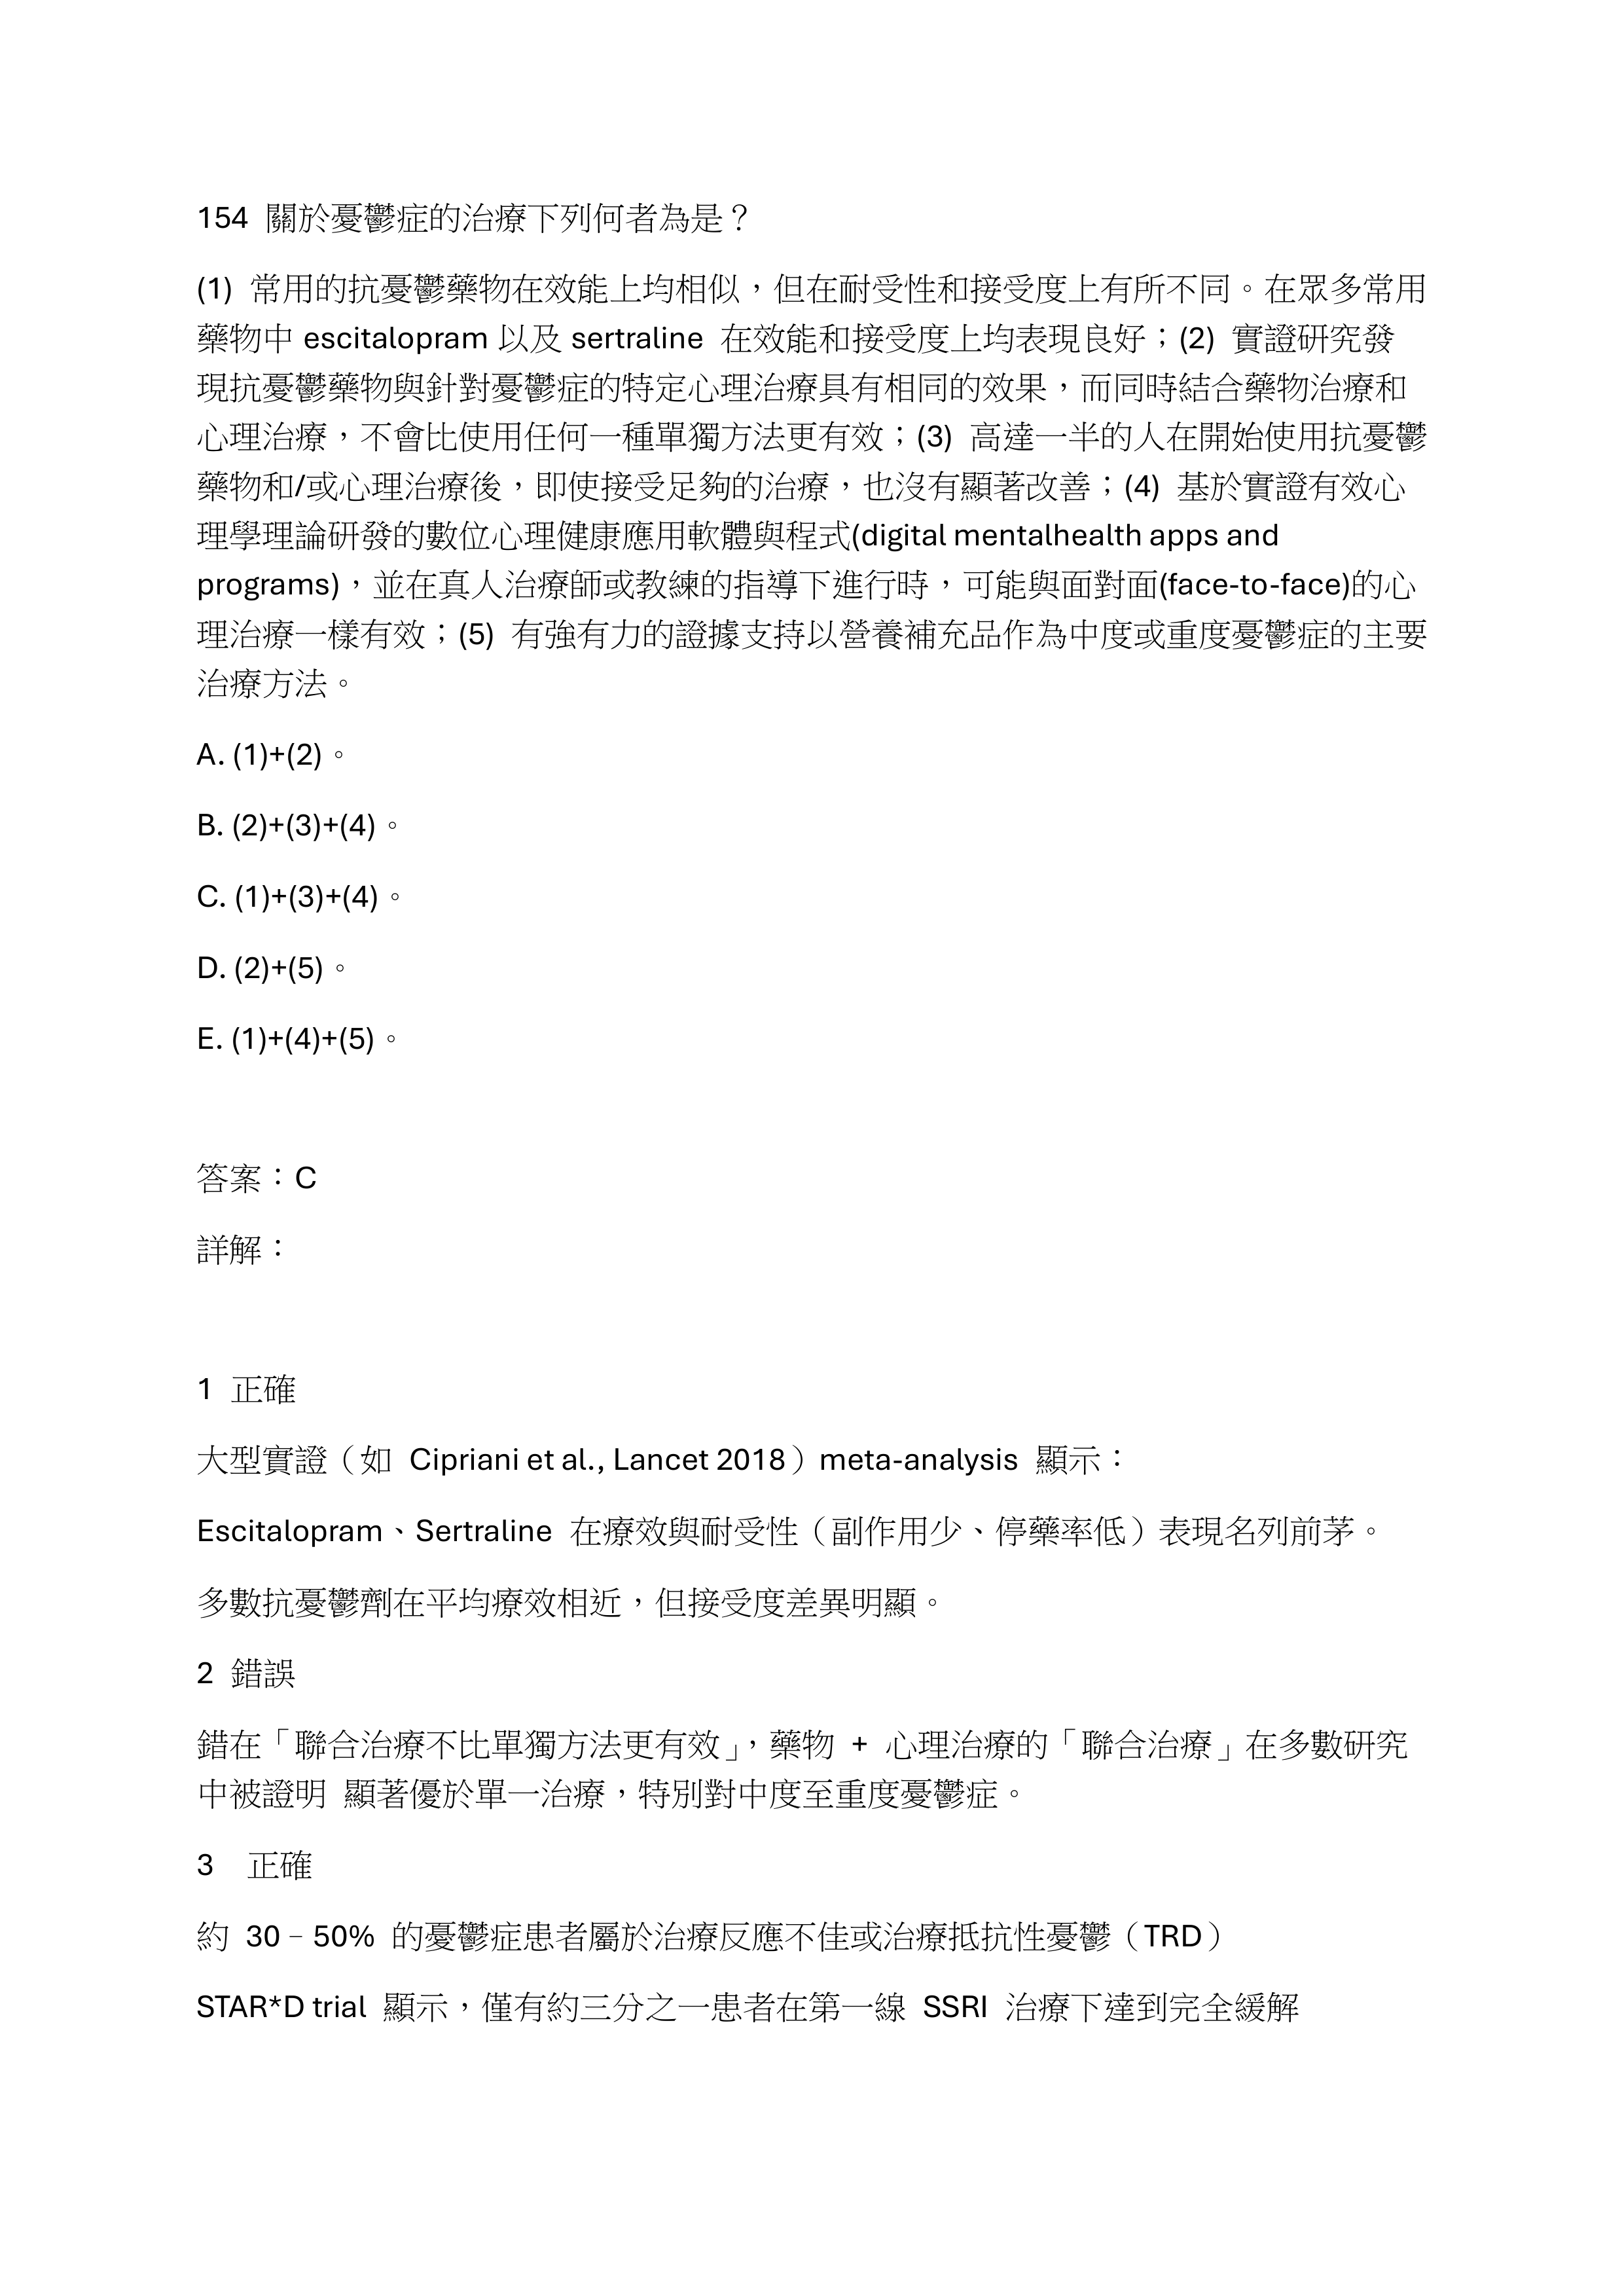 154 關於憂鬱症的治療下列何者為是？
(1) 常用的抗憂鬱藥物在效能上均相似，但在耐受性和接受度上有所不同。在眾多常用
藥物中 escitalopram 以及 sertraline 在效能和接受度上均表現良好；(2) 實證研究發
現抗憂鬱藥物與針對憂鬱症的特定心理治療具有相同的效果，而同時結合藥物治療和
心理治療，不會比使用任何一種單獨方法更有效；(3) 高達一半的人在開始使用抗憂鬱
藥物和/或心理治療後，即使接受足夠的治療，也沒有顯著改善；(4) 基於實證有效心
理學理論研發的數位心理健康應用軟體與程式(digital mentalhealth apps and
programs)，並在真人治療師或教練的指導下進行時，可能與面對面(face-to-face)的心
理治療一樣有效；(5) 有強有力的證據支持以營養補充品作為中度或重度憂鬱症的主要
治療方法。
A. (1)+(2)。
B. (2)+(3)+(4)。
C. (1)+(3)+(4)。
D. (2)+(5)。
E. (1)+(4)+(5)。
答案：C
詳解：
1 正確
大型實證（如 Cipriani et al., Lancet 2018）meta-analysis 顯示：
Escitalopram、Sertraline 在療效與耐受性（副作用少、停藥率低）表現名列前茅。
多數抗憂鬱劑在平均療效相近，但接受度差異明顯。
2 錯誤
錯在「聯合治療不比單獨方法更有效」，藥物 + 心理治療的「聯合治療」在多數研究
中被證明 顯著優於單一治療，特別對中度至重度憂鬱症。
3 正確
約 30–50% 的憂鬱症患者屬於治療反應不佳或治療抵抗性憂鬱（TRD）
STAR*D trial 顯示，僅有約三分之一患者在第一線 SSRI 治療下達到完全緩解